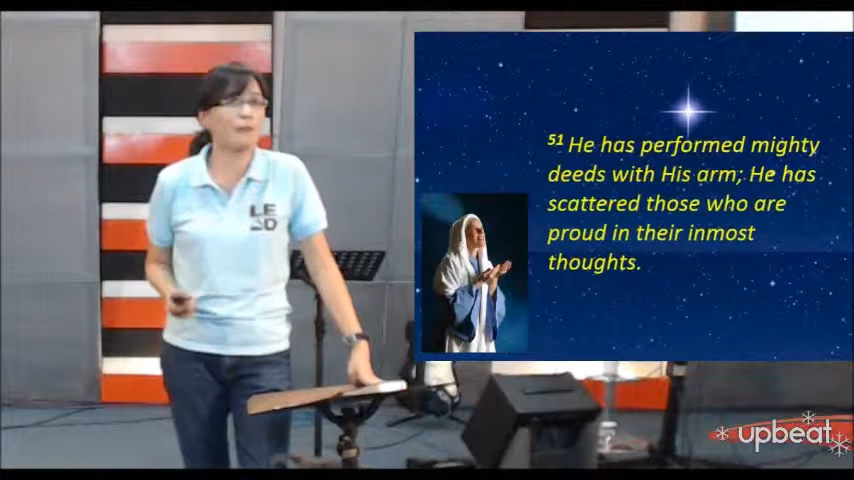 LE
D
51 He has performed mighty
deeds with His arm; He has
scattered those who are
proud in their inmost
thoughts.
upbeat